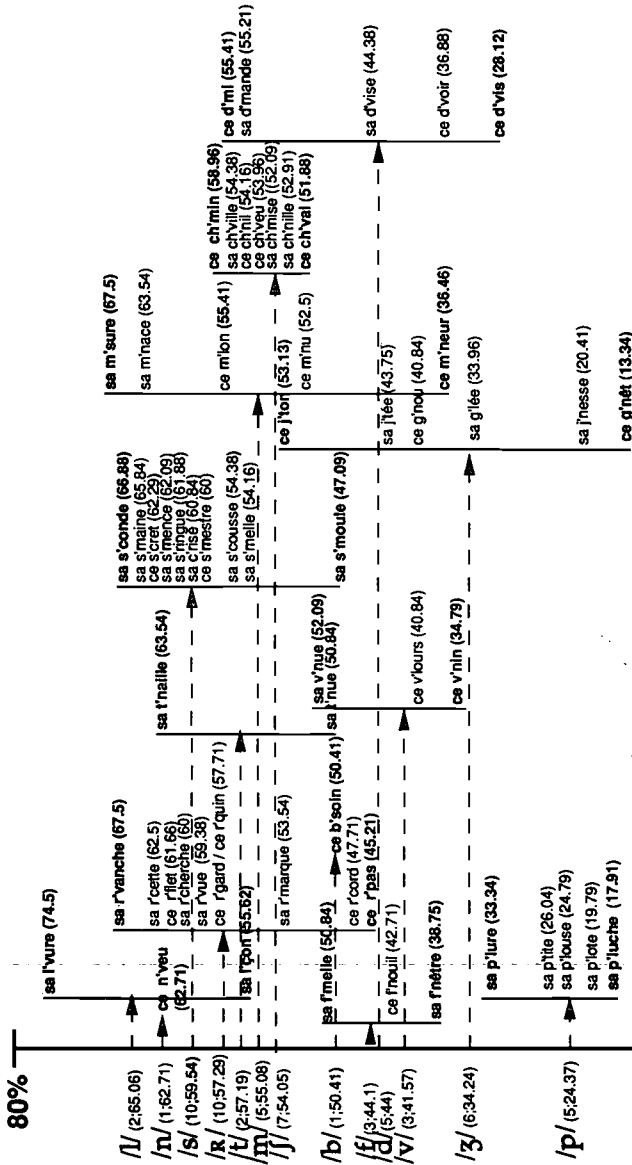 80%
/l/ (2;65.06)
/n/ (1;62.71)
/s/ (10;59.54)
/R/ (10;57.29)
/t/ (2;57.19)
/m/ (5;55.08)
/ʃ/ (7;54.05)
/b/ (1;50.41)
/f/ (3;44.1)
/d/ (5;44)
/v/ (3;41.57)
/ʒ/ (6;34.24)
/p/ (5;24.37)
sa l'vure (74.5)
sa l'çon (55.62)
ce n'veu
(62.71)
sa f'melle (50.84)
ce f'nouil (42.71)
sa f'nêtre (38.75)
sa p'lure (33.34)
sa p'tite (26.04)
sa p'louse (24.79)
sa p'lote (19.79)
sa p'luche (17.91)
sa r'vanche (67.5)
sa r'cette (62.5)
ce r'flet (61.66)
sa r'cherche (60)
sa r'vue (59.38)
ce r'gard / ce r'quin (57.71)
sa r'marque (53.54)
ce r'cord (47.71)
ce r'pas (45.21)
ce b'soin (50.41)
sa t'naille (63.54)
sa t'nue (50.84)
sa v'nue (52.09)
ce v'lours (40.84)
ce v'nin (34.79)
sa s'conde (66.88)
sa s'maine (65.84)
ce s'cret (62.29)
sa s'mence (62.09)
sa s'ringue ((61.88)
sa c'rise (60.84)
ce s'mestre (60)
sa s'cousse (54.38)
sa s'melle (54.16)
sa s'moule (47.09)
ce j'ton (53.13)
sa j'tée (43.75)
ce g'nou (40.84)
sa g'lée (33.96)
sa j'nesse (20.41)
ce g'nêt (13.34)
sa m'sure (67.5)
sa m'nace (63.54)
ce m'lon (55.41)
ce m'nu (52.5)
ce m'neur (36.46)
ce ch'min (58.96)
sa ch'ville (54.38)
ce ch'nil (54.16)
ce ch'veu (53.96)
sa ch'mise ((52.09)
sa ch'nille (52.91)
ce ch'val (51.88)
ce d'mi (55.41)
sa d'mande (55.21)
sa d'vise (44.38)
ce d'voir (36.88)
ce d'vis (28.12)